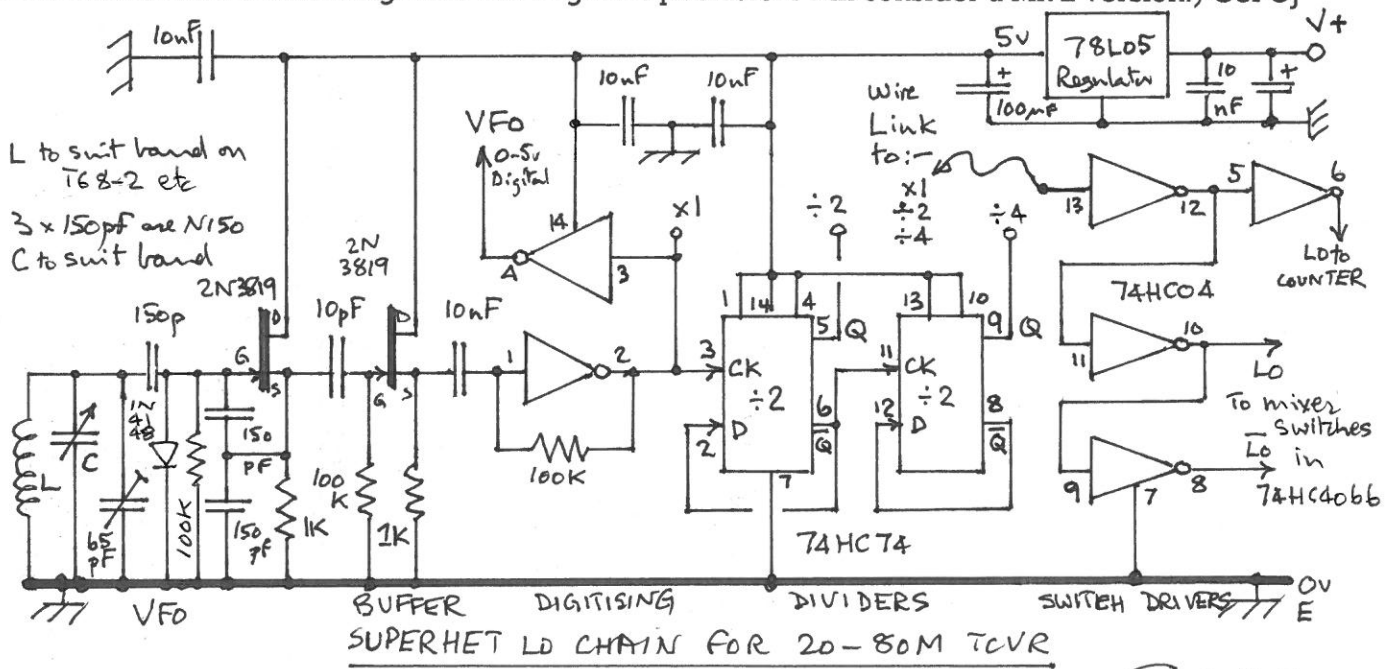 10nF
5v
78L05
Regulator
V+
10nF
10nF
+
100µF
10
nF
+
Wire
Link
to:-
x1
÷2
÷4
VFO
0-5v
Digital
L to suit band on
T68-2 etc
3 x 150pf are N150
C to suit band
14
4
3
x1
÷2
÷4
13
12
5
6
LO to
COUNTER
74HC04
2N3819
2N
3819
150p
10pF
10nF
D
G
S
D
G
S
1
2
1
14
4
5
Q
3
CK
÷2
6
Q
D
2
7
13
10
9
Q
11
CK
÷2
12
D
8
Q
11
10
LO
To mixer
switches
in
74HC4066
LO
9
7
8
L
C
1N
41
48
65
pF
100K
150
pF
150
pF
1K
100
K
1K
100K
74HC74
0v
E
VFO
BUFFER
DIGITISING
DIVIDERS
SWITCH DRIVERS
SUPERHET LO CHAIN FOR 20-80M TCVR